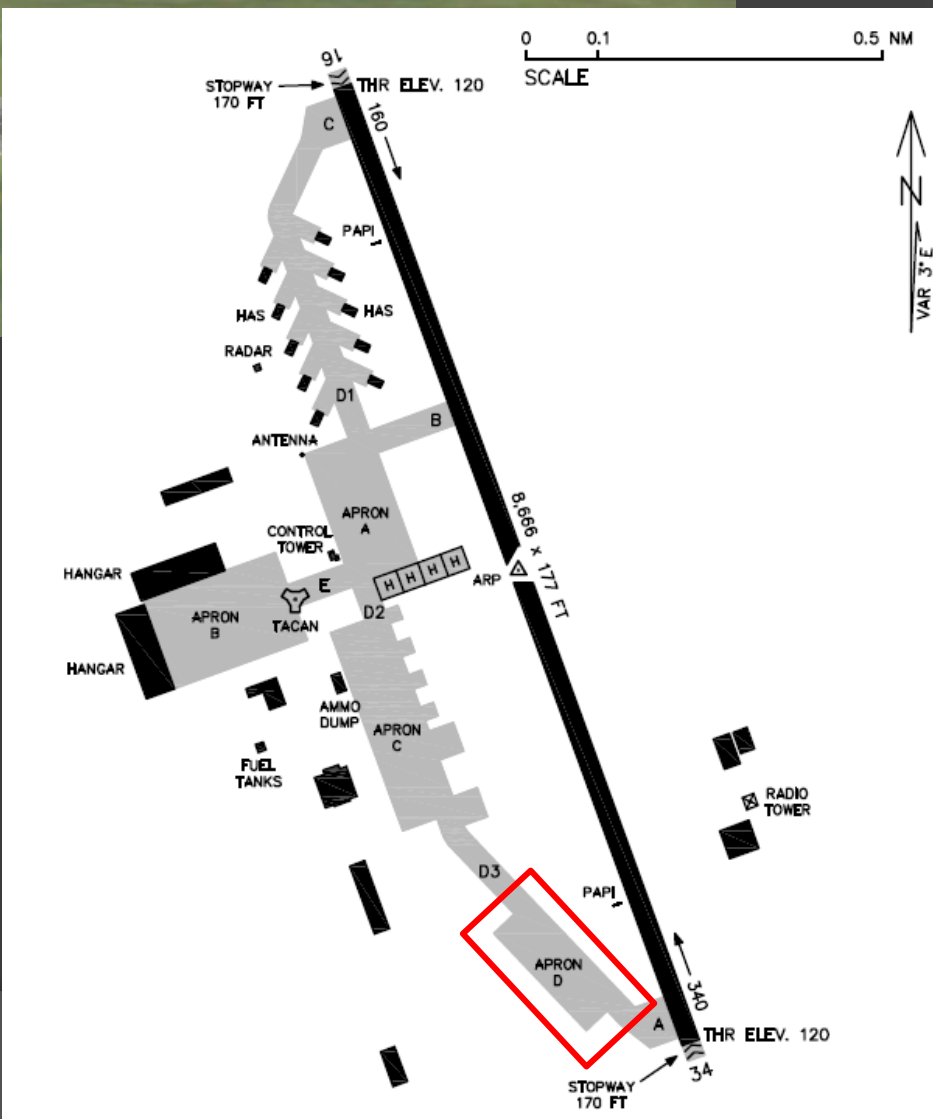 0
0.1
0.5 NM
SCALE
16
STOPWAY
170 FT
THR ELEV. 120
C
160
N
VAR 3° E
PAPI
HAS
HAS
RADAR
D1
B
ANTENNA
8,666 x 177 FT
APRON
A
CONTROL
TOWER
HANGAR
E
H H H H
ARP
APRON
B
TACAN
D2
HANGAR
AMMO
DUMP
APRON
C
FUEL
TANKS
RADIO
TOWER
D3
PAPI
APRON
D
340
A
THR ELEV. 120
34
STOPWAY
170 FT